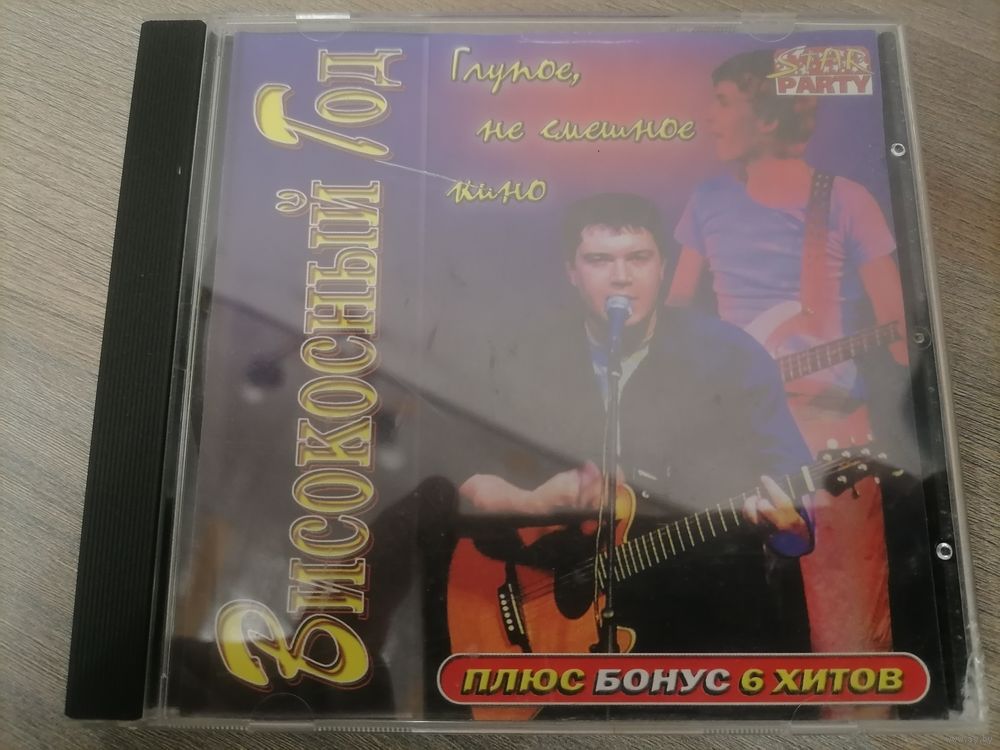 Високосный Год
Глупое,
не смешное
кино
STAR
PARTY
ПЛЮС БОНУС 6 ХИТОВ